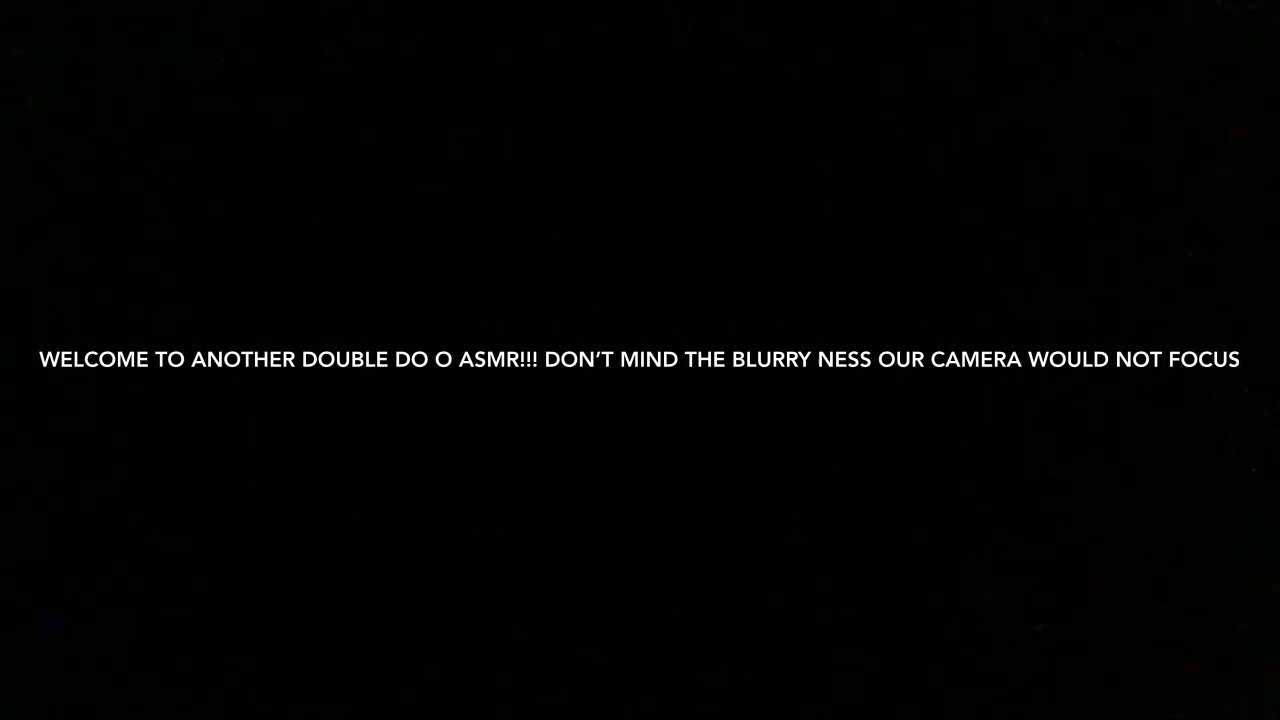 WELCOME TO ANOTHER DOUBLE DO O ASMR!!! DON’T MIND THE BLURRY NESS OUR CAMERA WOULD NOT FOCUS